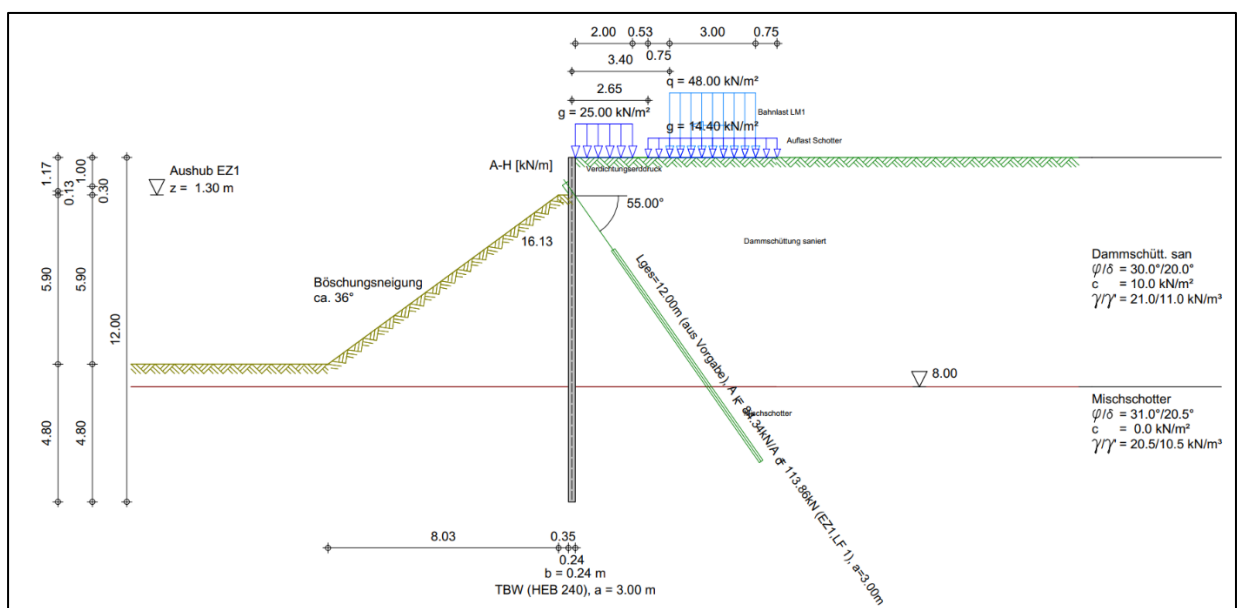 2.00 0.53 3.00 0.75
0.75
3.40
q = 48.00 kN/m²
2.65
Bahnlast LM1
g = 25.00 kN/m²
g = 14.40 kN/m²
Auflast Schotter
A-H [kN/m]
Verdichtungserddruck
Aushub EZ1
z = 1.30 m
1.17
1.00
0.13
0.30
55.00°
16.13
Dammschüttung saniert
Dammschütt. san
φ/δ = 30.0°/20.0°
c = 10.0 kN/m²
γ/γ' = 21.0/11.0 kN/m³
5.90
5.90
Böschungsneigung
ca. 36°
12.00
Lges=12.00m (aus Vorgabe), A k = 84.34kN/A d = 113.86kN (EZ1,LF 1), a=3.00m
8.00
Mischschotter
Mischschotter
φ/δ = 31.0°/20.5°
c = 0.0 kN/m²
γ/γ' = 20.5/10.5 kN/m³
4.80
4.80
8.03 0.35
0.24
b = 0.24 m
TBW (HEB 240), a = 3.00 m